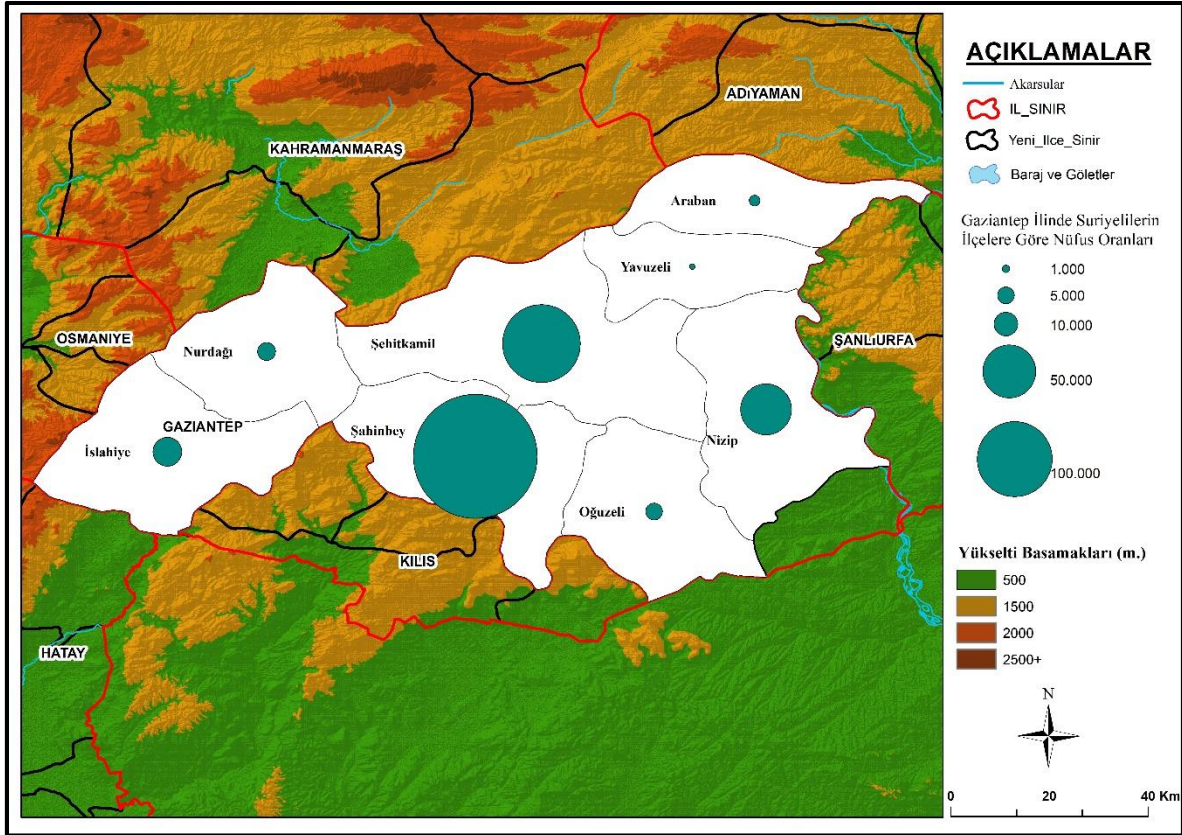 KAHRAMANMARAŞ
ADıYAMAN
Araban
Yavuzeli
OSMANIYE
Nurdağı
Şehitkamil
ŞANLıURFA
GAZIANTEP
Şahinbey
İslahiye
Nizip
Oğuzeli
KILIS
HATAY
AÇIKLAMALAR
Akarsular
IL_SINIR
Yeni_Ilce_Sinir
Baraj ve Göletler
Gaziantep İlinde Suriyelilerin
İlçelere Göre Nüfus Oranları
1.000
5.000
10.000
50.000
100.000
Yükselti Basamakları (m.)
500
1500
2000
2500+
N
0 20 40 Km